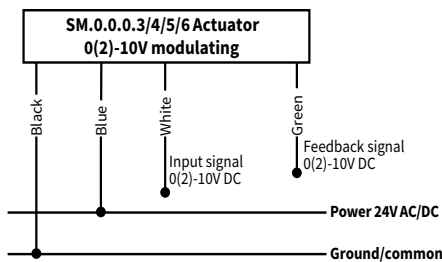 SM.0.0.0.3/4/5/6 Actuator
0(2)-10V modulating
Black
Blue
White
Green
Input signal
0(2)-10V DC
Feedback signal
0(2)-10V DC
Power 24V AC/DC
Ground/common